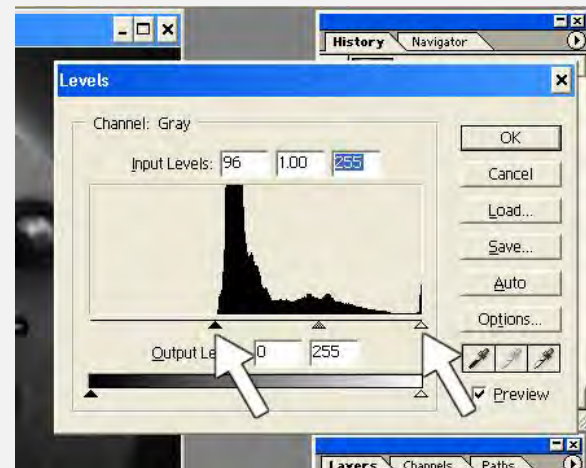 History Navigator
Levels
Channel: Gray
Input Levels: 96 1.00 255
OK
Cancel
Load...
Save...
Auto
Options...
Output Le 0 255
Preview
Layers Channels Paths